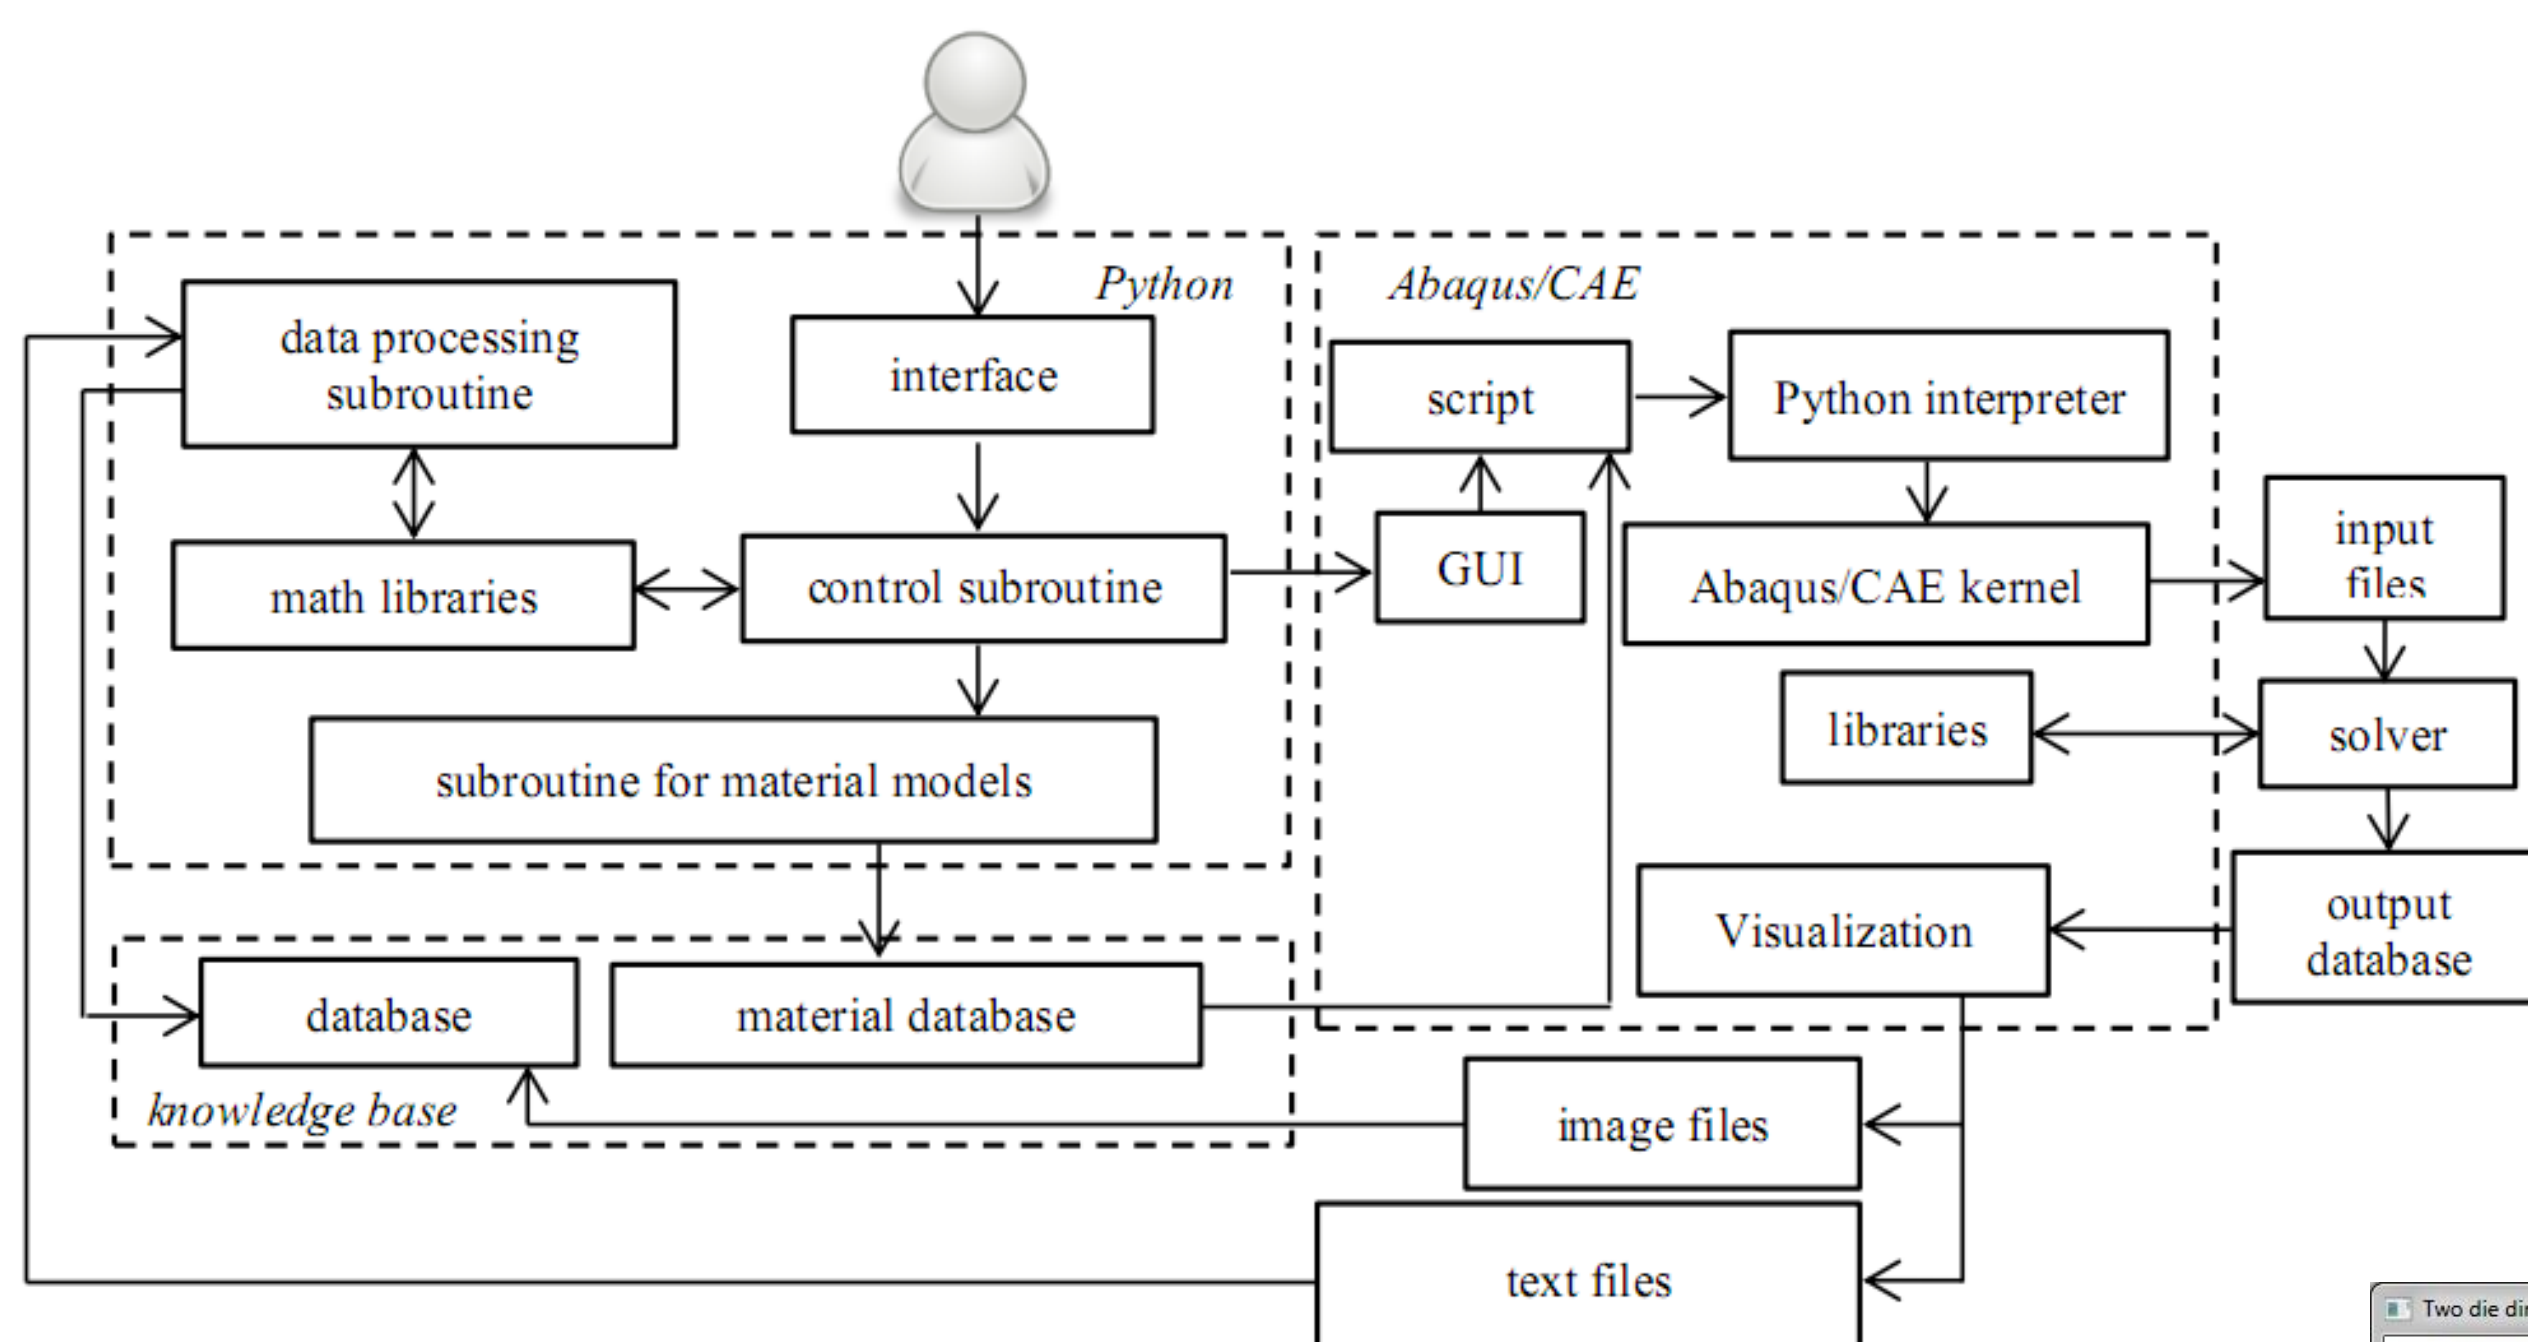 Python
Abaqus/CAE
data processing
subroutine
interface
script
Python interpreter
input
files
math libraries
control subroutine
GUI
Abaqus/CAE kernel
libraries
solver
subroutine for material models
Visualization
output
database
database
material database
knowledge base
image files
text files
Two die